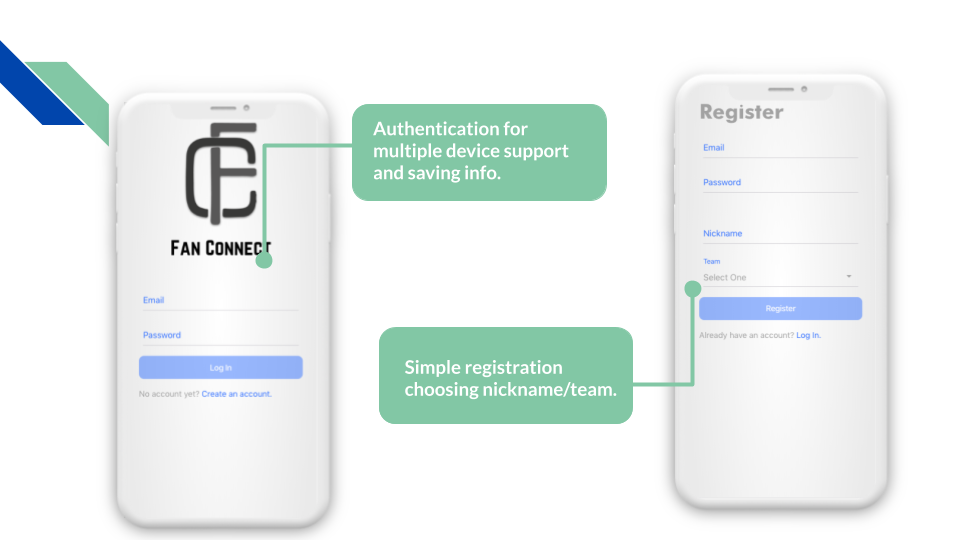 FAN CONNECT
Email
Password
Log In
No account yet? Create an account.
Authentication for
multiple device support
and saving info.
Simple registration
choosing nickname/team.
Register
Email
Password
Nickname
Team
Select One
Register
Already have an account? Log In.